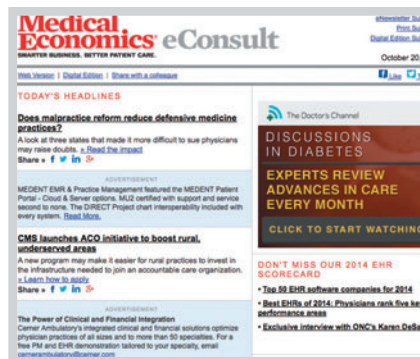 Medical
Economics eConsult
SMARTER BUSINESS. BETTER PATIENT CARE.
eNewsletter
Print
Digital Edition
October 20
Web Version | Digital Edition | Share with a colleague
Like
TODAY'S HEADLINES
Does malpractice reform reduce defensive medicine
practices?
A look at three states that made it more difficult to sue physicians
may raise doubts. » Read the impact
Share »
ADVERTISEMENT
MEDENT EMR & Practice Management featured the MEDENT Patient
Portal - Cloud & Server options. MU2 certified with support and service
second to none. The DIRECT Project chart interoperability included with
every system. Read More.
CMS launches ACO initiative to boost rural,
underserved areas
A new program may make it easier for rural practices to invest in
the infrastructure needed to join an accountable care organization.
» Learn how to apply
Share »
ADVERTISEMENT
The Power of Clinical and Financial Integration
Cerner Ambulatory's integrated clinical and financial solutions optimize
physician practices of all sizes and to more than 50 specialties. For a
free PM and EHR demonstration tailored to your specialty, email
cernerambulatory@cerner.com
The Doctor's Channel
DISCUSSIONS
IN DIABETES
EXPERTS REVIEW
ADVANCES IN CARE
EVERY MONTH
CLICK TO START WATCHING
DON'T MISS OUR 2014 EHR
SCORECARD
• Top 50 EHR software companies for 2014
• Best EHRs of 2014: Physicians rank five key
performance areas
• Exclusive interview with ONC's Karen DeSa